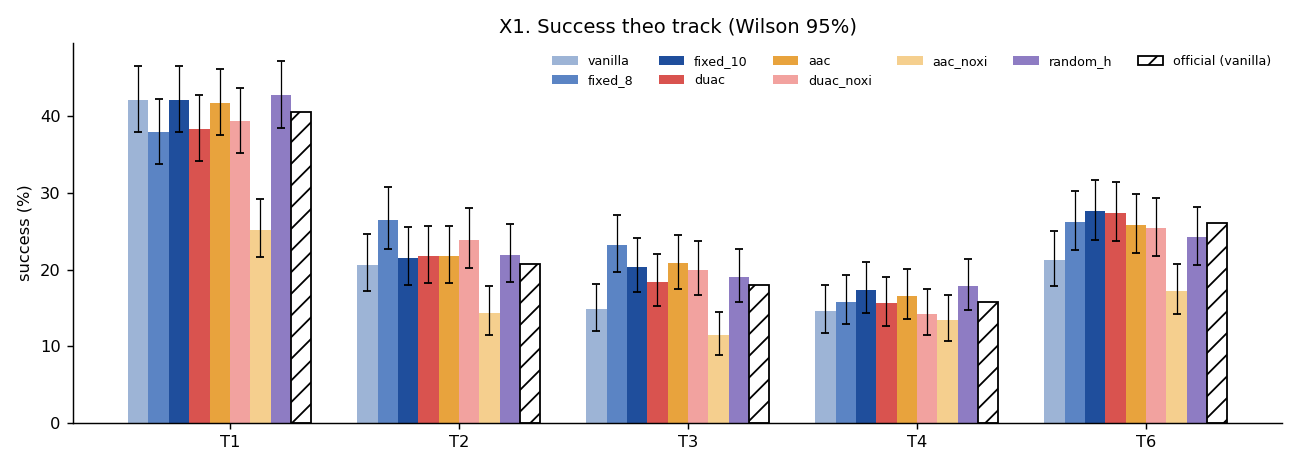 X1. Success theo track (Wilson 95%)
vanilla fixed_10 aac aac_noxi random_h official (vanilla)
fixed_8 duac duac_noxi
success (%)
40
30
20
10
0
T1 T2 T3 T4 T6